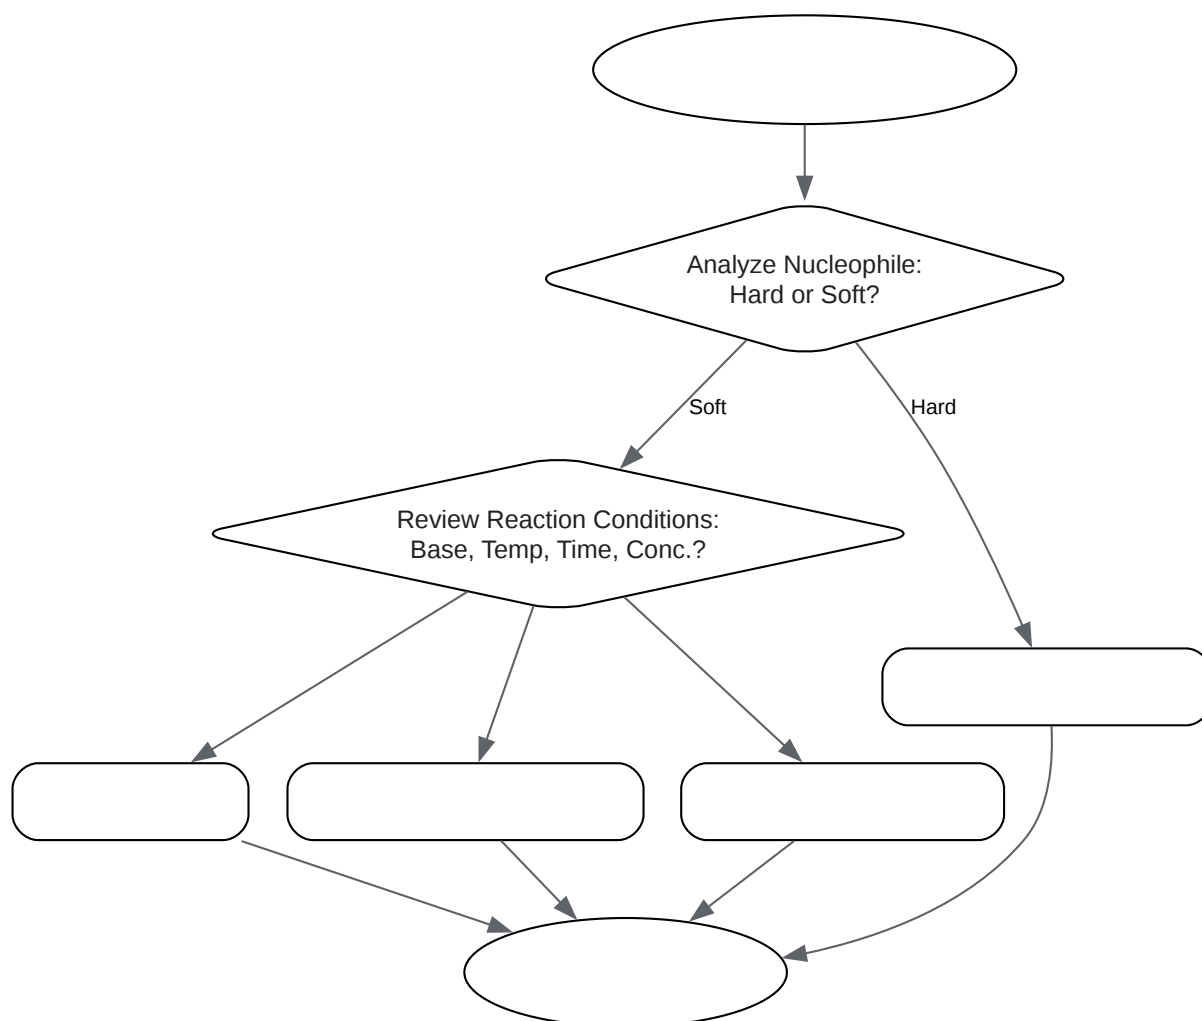 Analyze Nucleophile:
Hard or Soft?
Soft
Hard
Review Reaction Conditions:
Base, Temp, Time, Conc.?